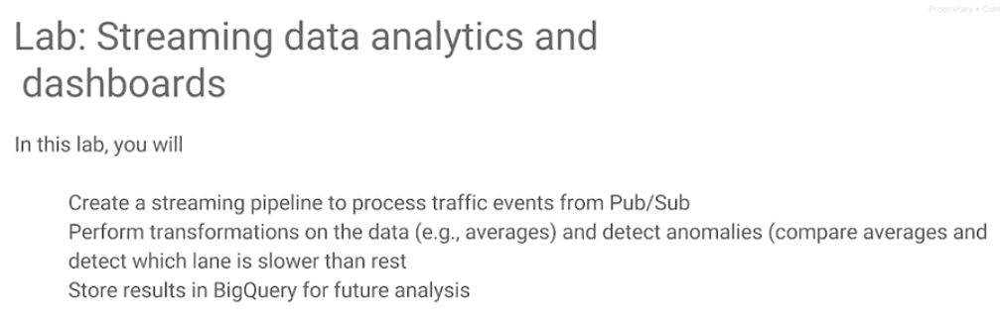 Proprietary + Conf
Lab: Streaming data analytics and
dashboards
In this lab, you will
Create a streaming pipeline to process traffic events from Pub/Sub
Perform transformations on the data (e.g., averages) and detect anomalies (compare averages and
detect which lane is slower than rest
Store results in BigQuery for future analysis